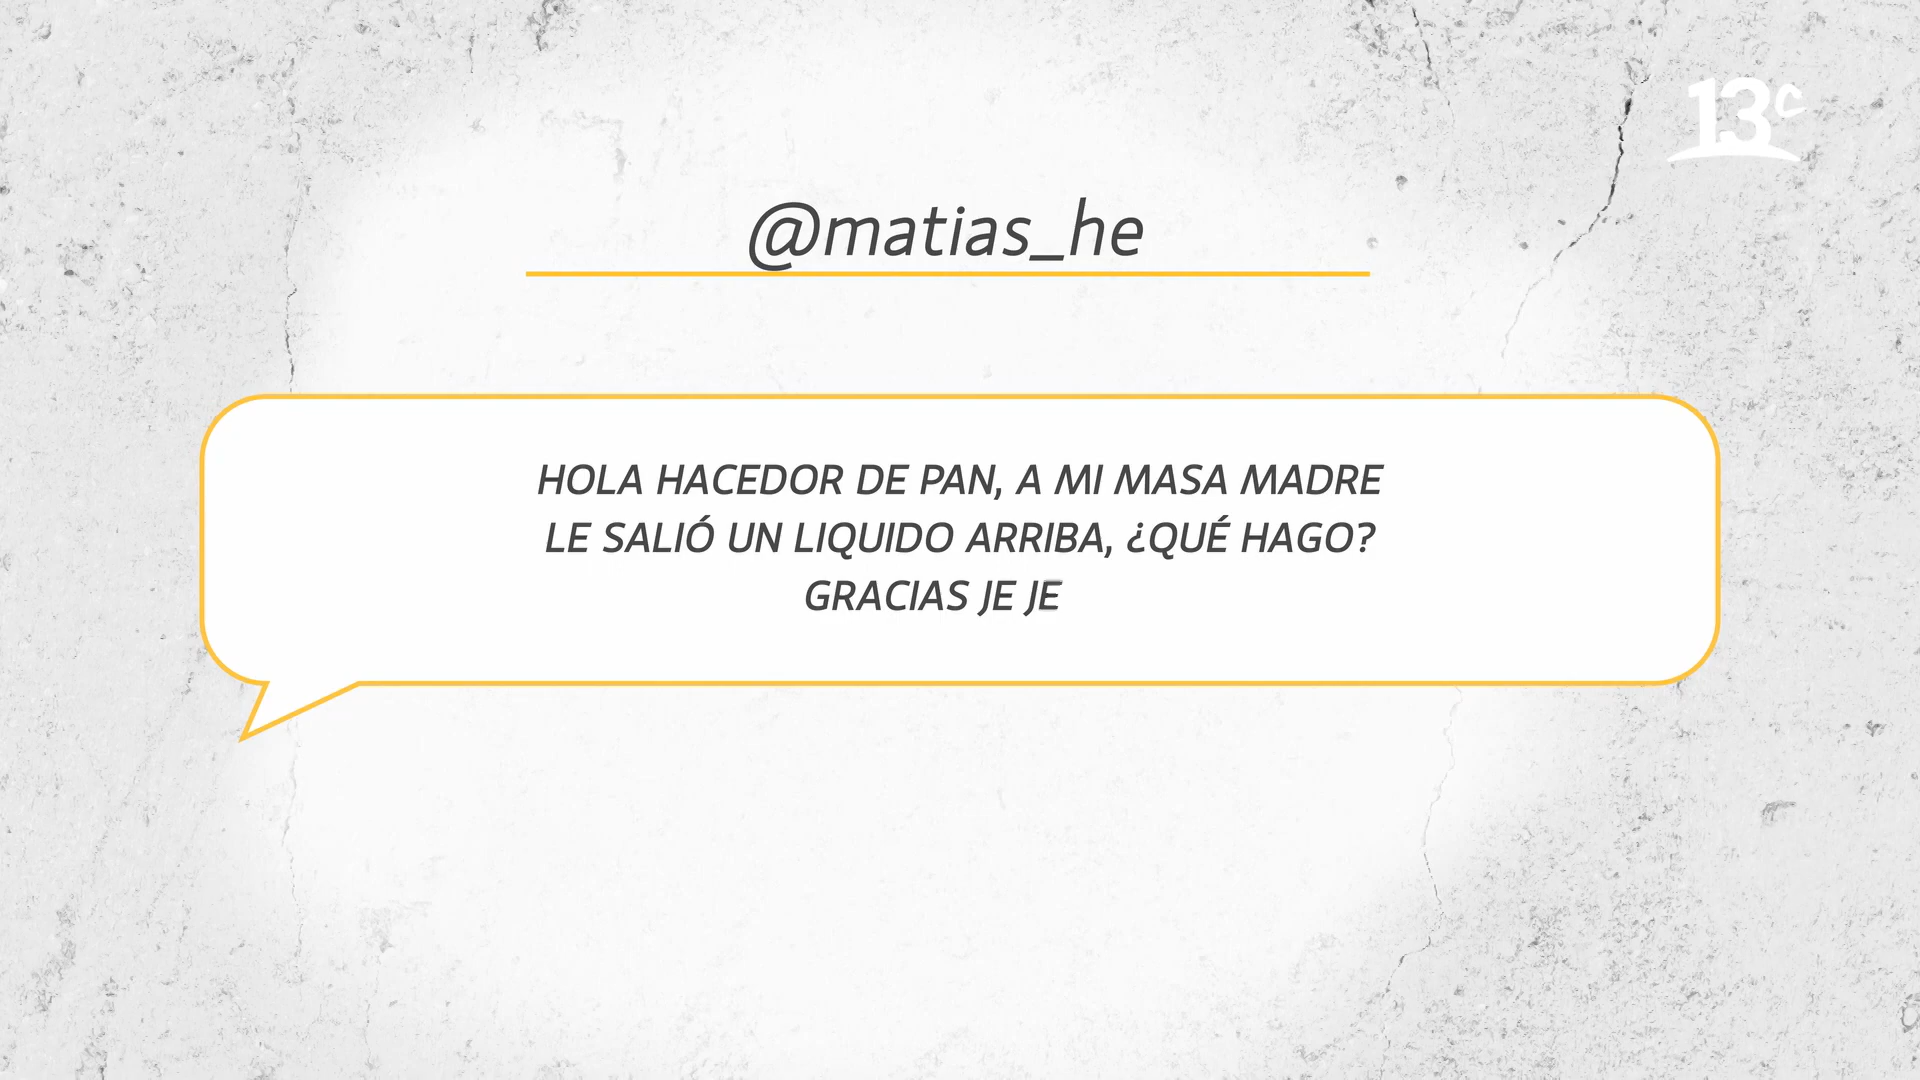 13c
@matias_he
HOLA HACEDOR DE PAN, A MI MASA MADRE
LE SALIÓ UN LIQUIDO ARRIBA, ¿QUÉ HAGO?
GRACIAS JE JE